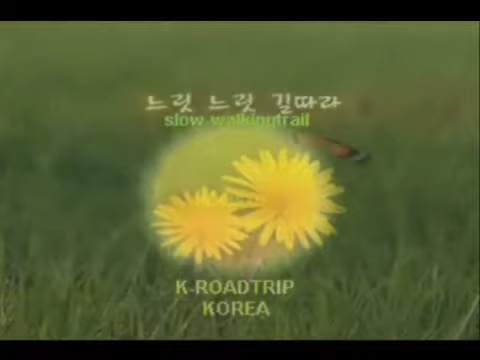 느릿 느릿 길따라
slow walkingtrail
K-ROADTRIP
KOREA